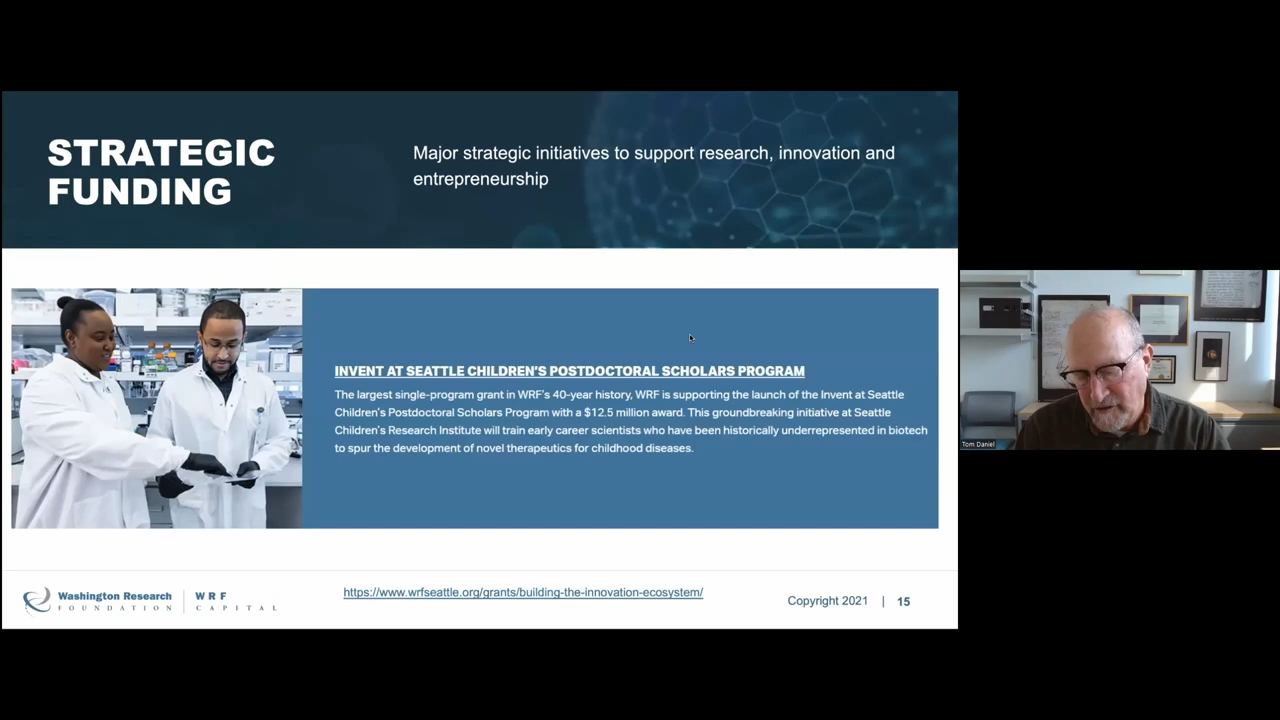 STRATEGIC
FUNDING
Major strategic initiatives to support research, innovation and
entrepreneurship
INVENT AT SEATTLE CHILDREN'S POSTDOCTORAL SCHOLARS PROGRAM
The largest single-program grant in WRF's 40-year history, WRF is supporting the launch of the Invent at Seattle
Children's Postdoctoral Scholars Program with a $12.5 million award. This groundbreaking initiative at Seattle
Children's Research Institute will train early career scientists who have been historically underrepresented in biotech
to spur the development of novel therapeutics for childhood diseases.
Washington Research
FOUNDATION
WRF
CAPITAL
https://www.wrfseattle.org/grants/building-the-innovation-ecosystem/
Copyright 2021 | 15
Tom Daniel